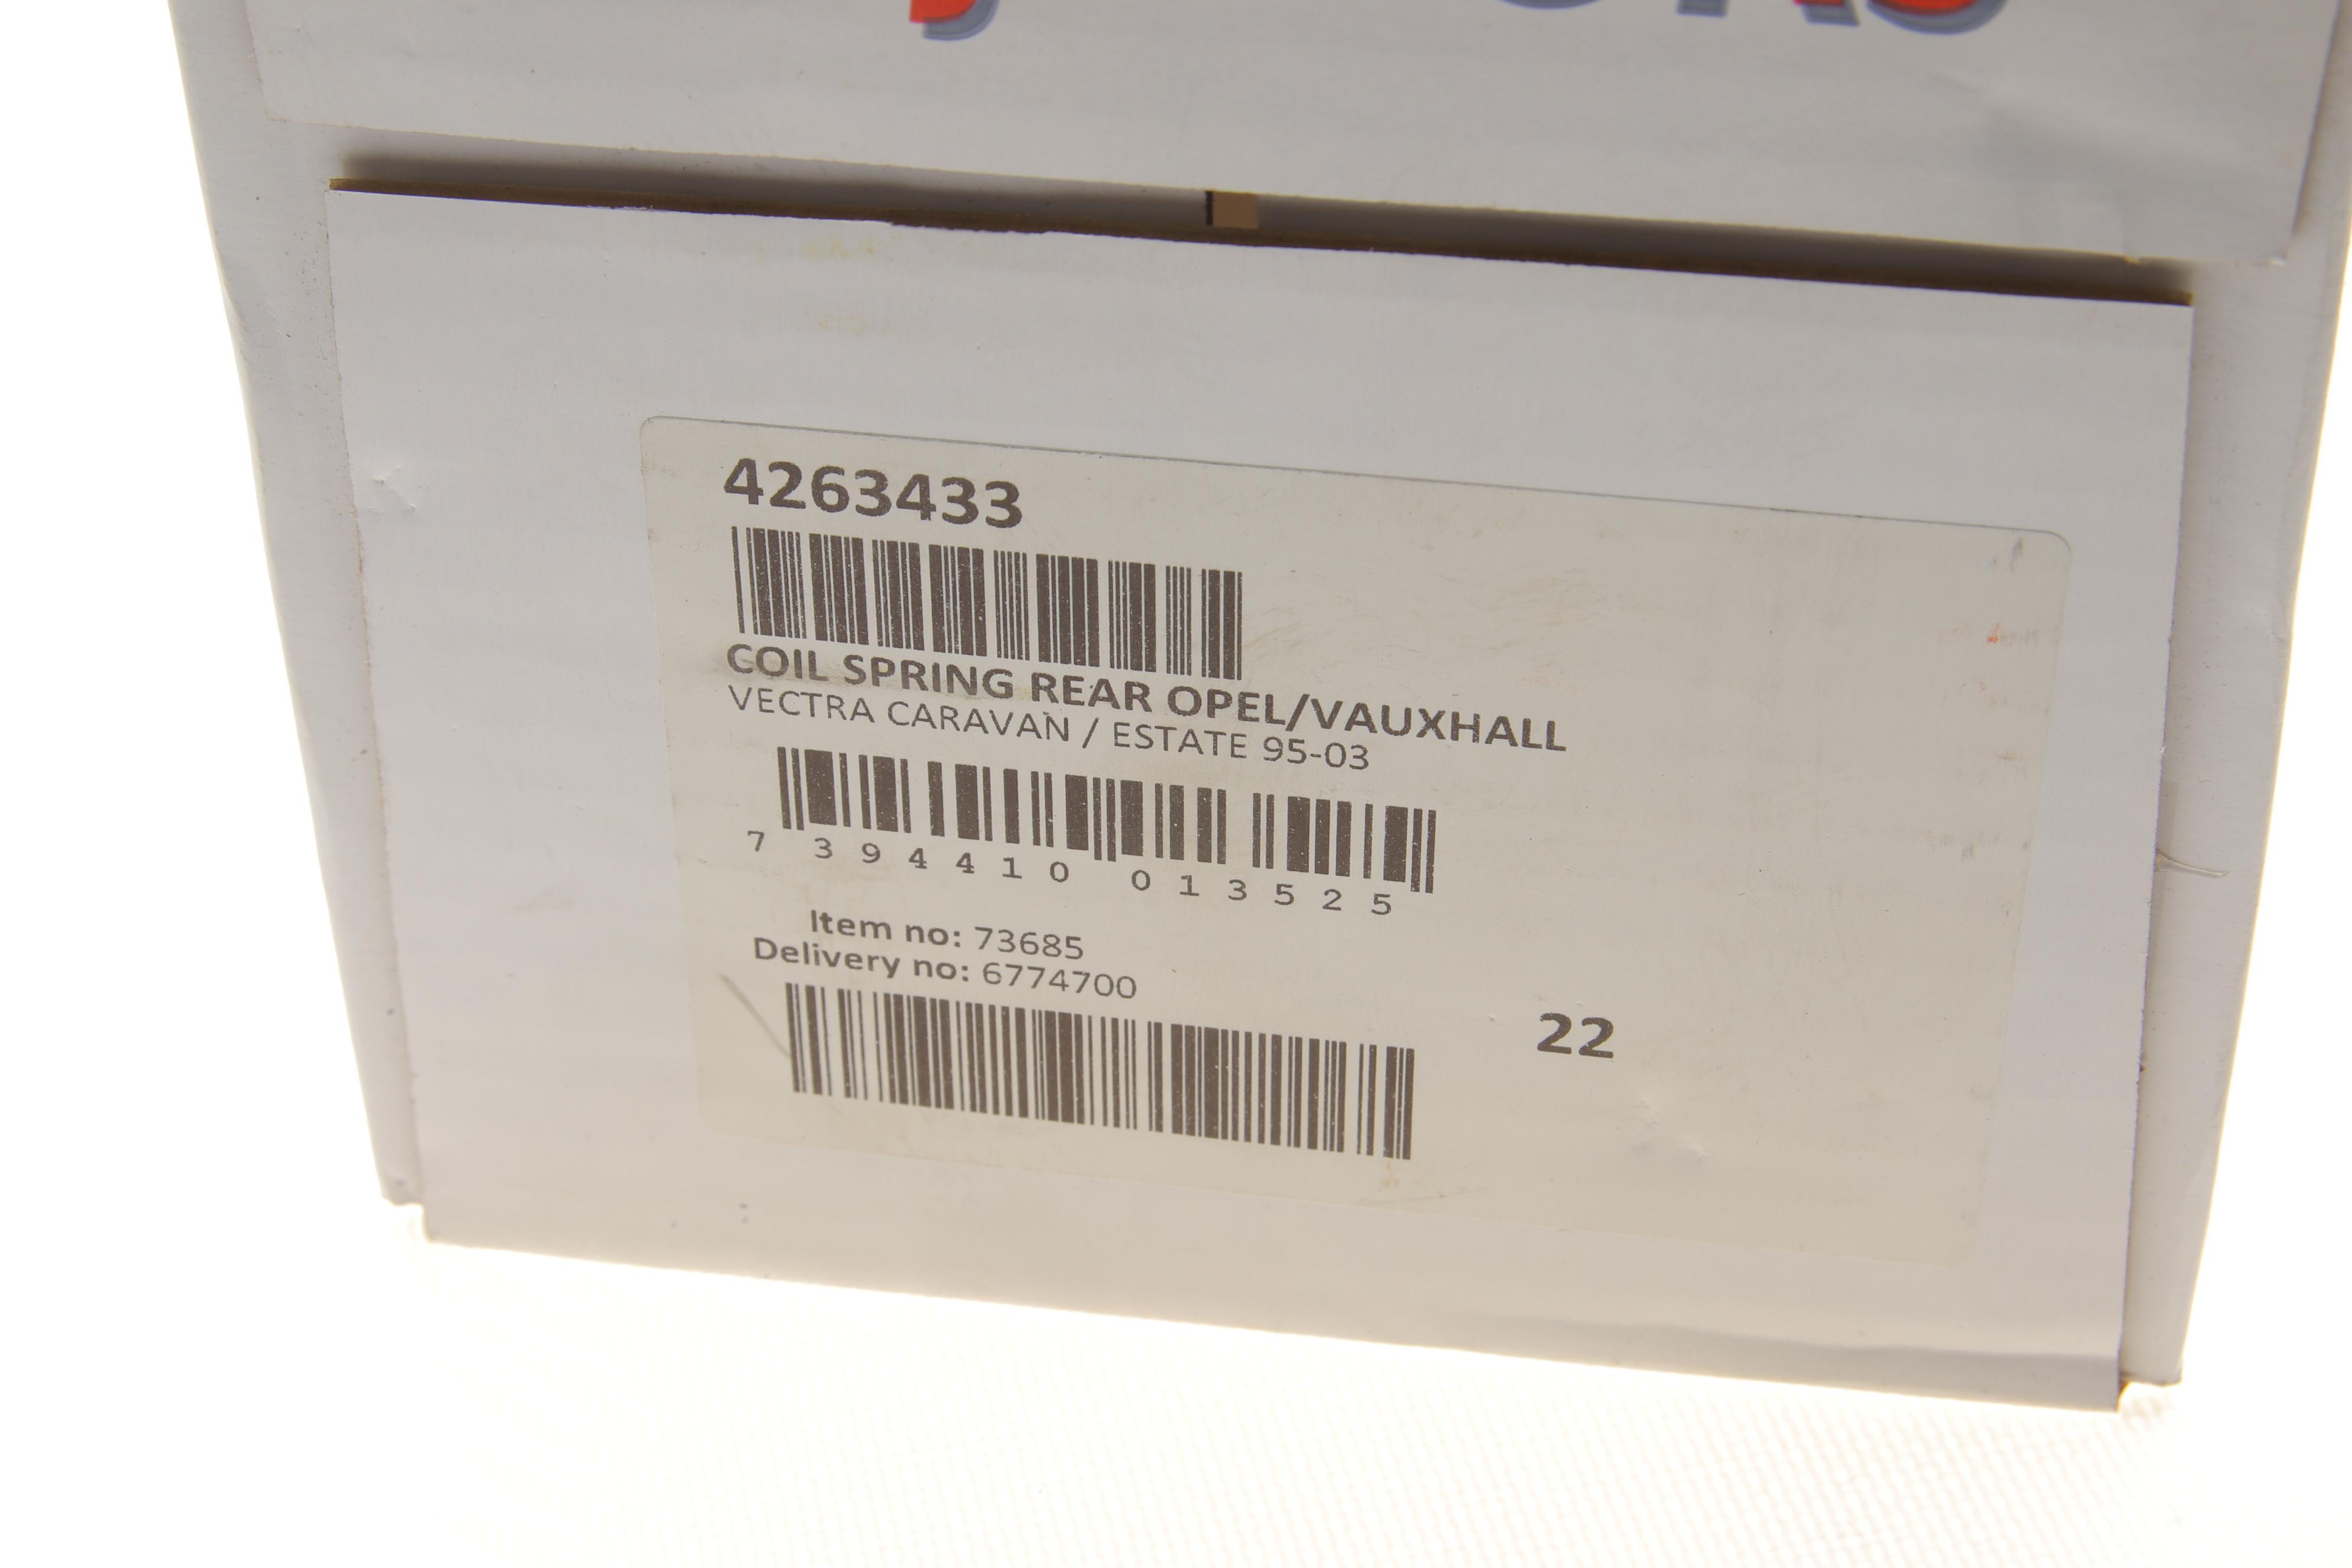 4263433
COIL SPRING REAR OPEL/VAUXHALL
VECTRA CARAVAN / ESTATE 95-03
7 394410 013525
Item no: 73685
Delivery no: 6774700
22